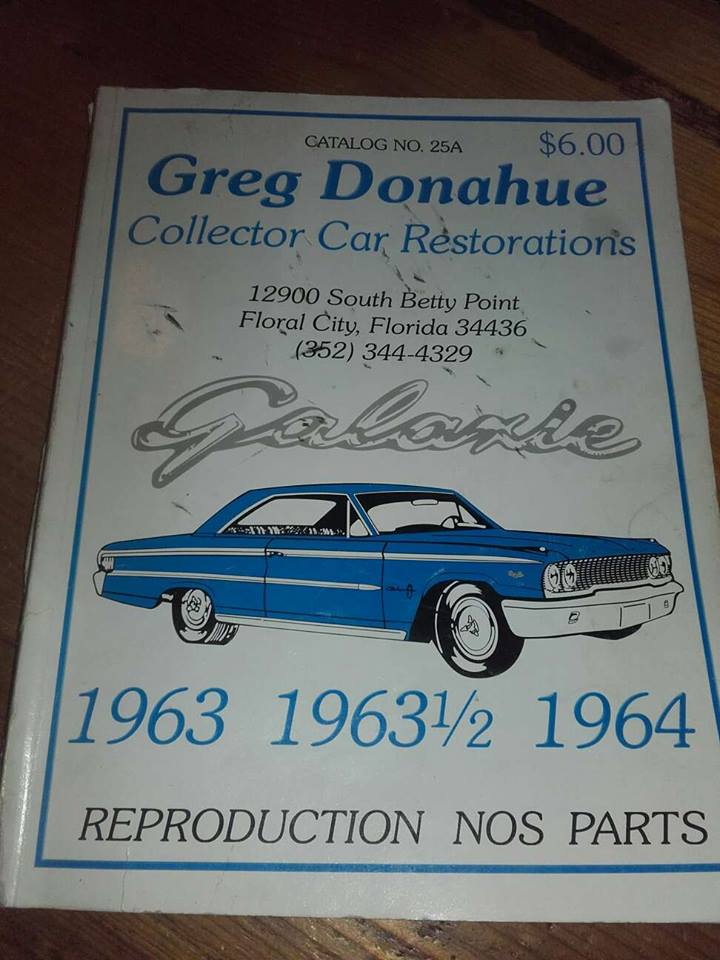 CATALOG NO. 25A
$6.00
Greg Donahue
Collector Car Restorations
12900 South Betty Point
Floral City, Florida 34436
(352) 344-4329
Galaxie
1963 1963½ 1964
REPRODUCTION NOS PARTS